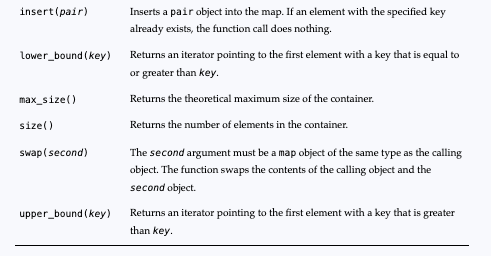 insert(pair) Inserts a pair object into the map. If an element with the specified key
already exists, the function call does nothing.
lower_bound(key) Returns an iterator pointing to the first element with a key that is equal to
or greater than key.
max_size() Returns the theoretical maximum size of the container.
size() Returns the number of elements in the container.
swap(second) The second argument must be a map object of the same type as the calling
object. The function swaps the contents of the calling object and the
second object.
upper_bound(key) Returns an iterator pointing to the first element with a key that is greater
than key.